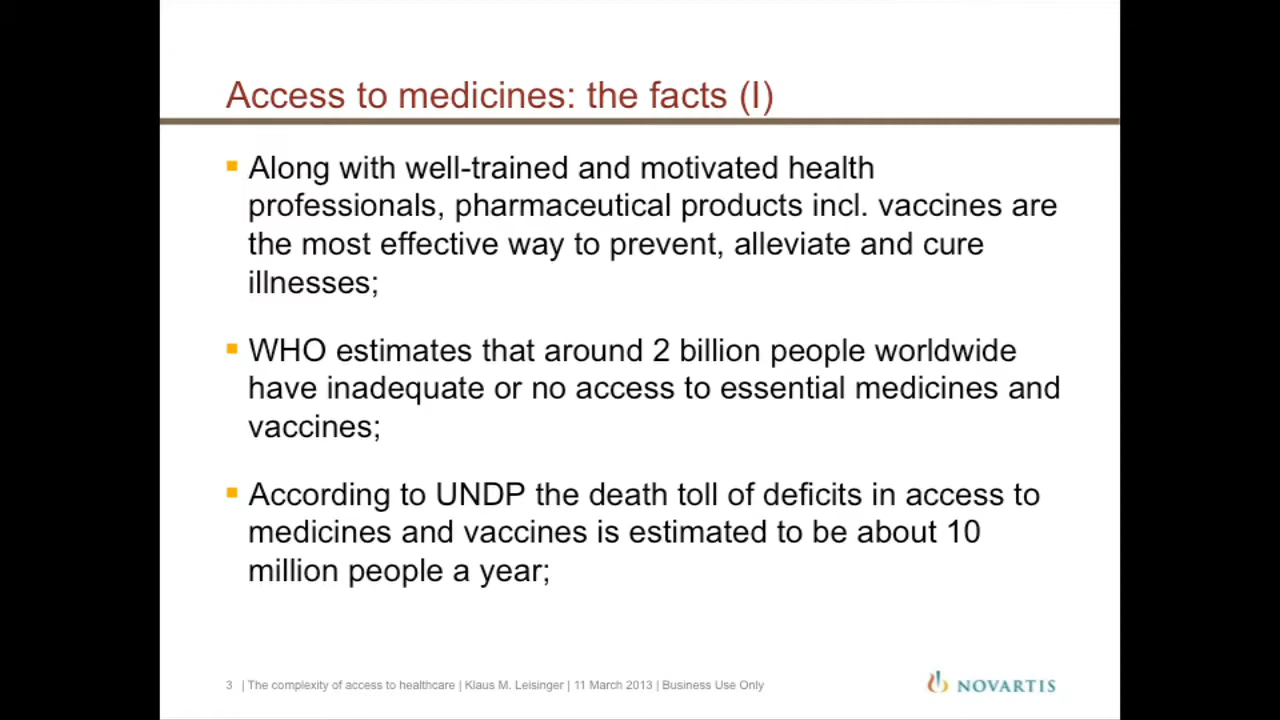 Access to medicines: the facts (I)
Along with well-trained and motivated health
professionals, pharmaceutical products incl. vaccines are
the most effective way to prevent, alleviate and cure
illnesses;
WHO estimates that around 2 billion people worldwide
have inadequate or no access to essential medicines and
vaccines;
According to UNDP the death toll of deficits in access to
medicines and vaccines is estimated to be about 10
million people a year;
3 | The complexity of access to healthcare | Klaus M. Leisinger | 11 March 2013 | Business Use Only
NOVARTIS